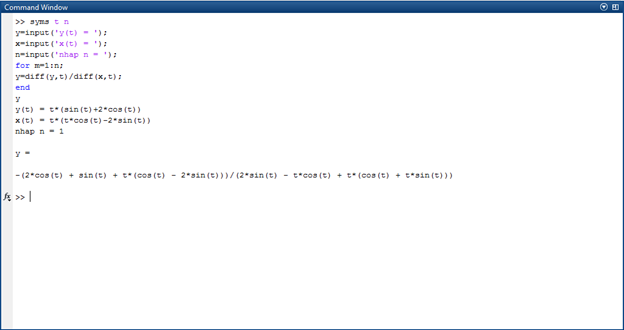 Command Window
>> syms t n
y=input('y(t) = ');
x=input('x(t) = ');
n=input('nhap n = ');
for m=1:n;
y=diff(y,t)/diff(x,t);
end
y
y(t) = t*(sin(t)+2*cos(t))
x(t) = t*(t*cos(t)-2*sin(t))
nhap n = 1
y =
-(2*cos(t) + sin(t) + t*(cos(t) - 2*sin(t)))/(2*sin(t) - t*cos(t) + t*(cos(t) + t*sin(t)))
fx >>